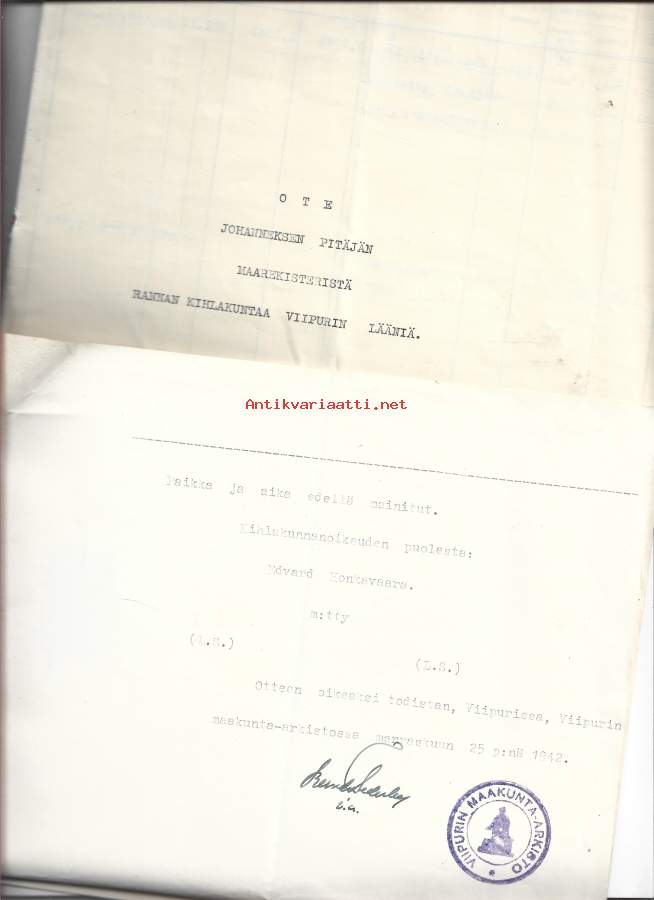 O T E
JOHANNEKSEN PITÄJÄN
MAAREKISTERISTÄ
RANNAN KIHLAKUNTAA VIIPURIN LÄÄNIÄ.
Antikvariaatti.net
Paikka ja aika edellä mainitut.
Kihlakunnanoikeuden puolesta:
Edvard Honkavaara.
m:tty
(L.S.)
(L.S.)
Otteen oikeaksi todistan, Viipurissa, Viipurin
maakunta-arkistossa marraskuun 25 p:nä 1942.
v.a.
VIIPURIN MAAKUNTA-ARKISTO